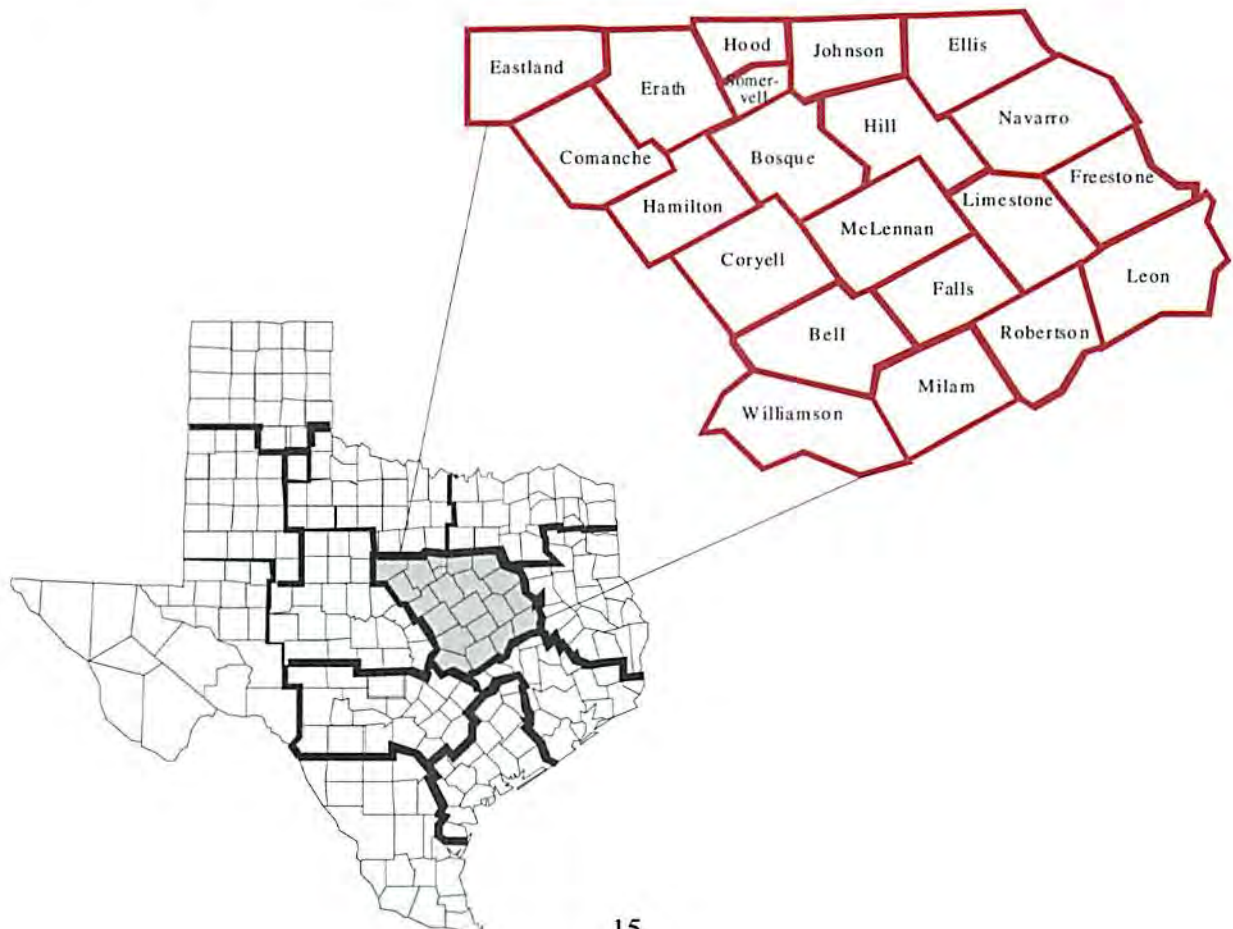 Hood
Johnson
Ellis
Eastland
Somer-
vell
Erath
Navarro
Hill
Comanche
Bosque
Freestone
Limestone
Hamilton
McLennan
Coryell
Leon
Falls
Bell
Robertson
Milam
Williamson
15